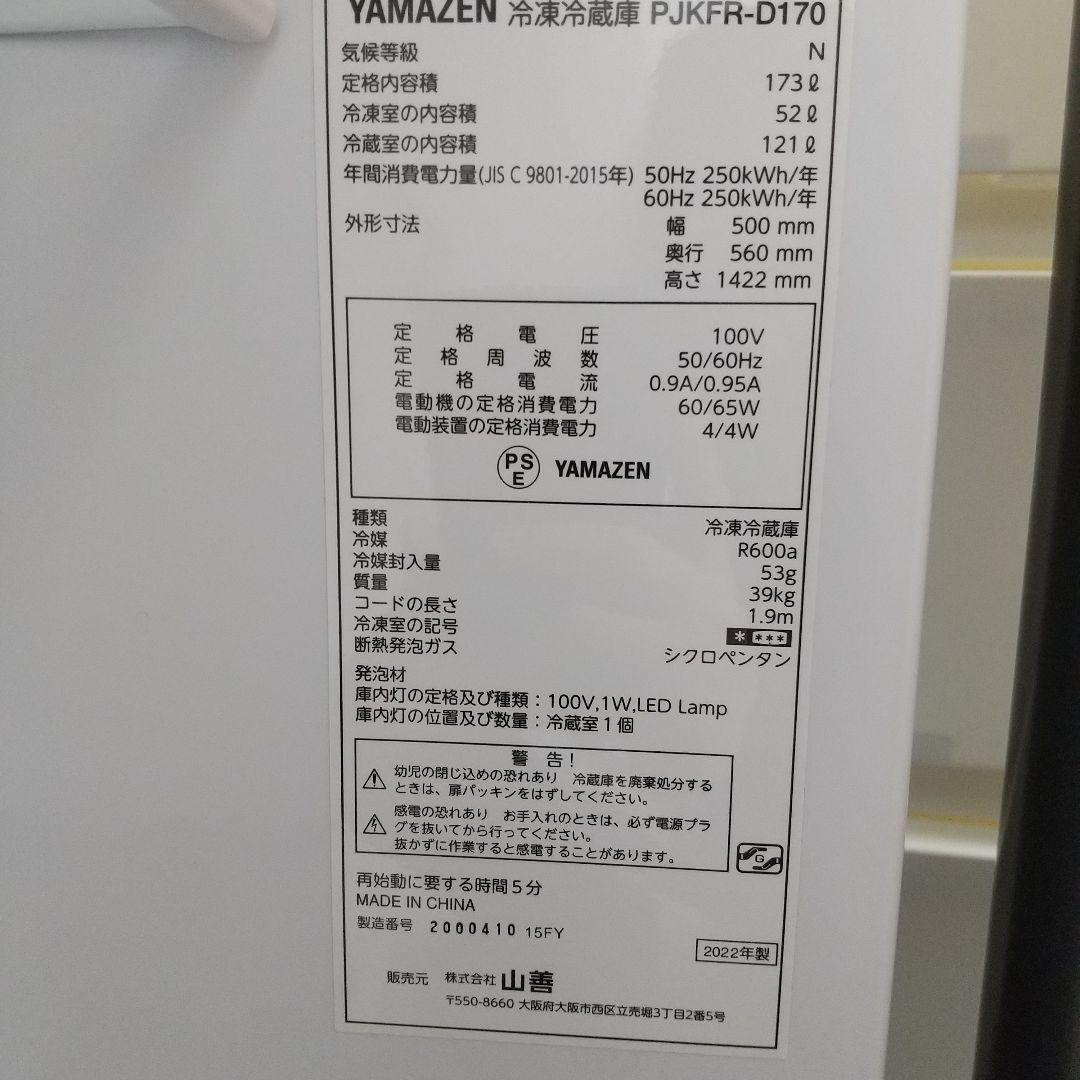 YAMAZEN 冷凍冷蔵庫 PJKFR-D170
気候等級 N
定格内容積 173ℓ
冷凍室の内容積 52ℓ
冷蔵室の内容積 121ℓ
年間消費電力量(JIS C 9801-2015年) 50Hz 250kWh/年
60Hz 250kWh/年
外形寸法 幅 500 mm
奥行 560 mm
高さ 1422 mm
定格電圧 100V
定格周波数 50/60Hz
定格電流 0.9A/0.95A
電動機の定格消費電力 60/65W
電動装置の定格消費電力 4/4W
PSE YAMAZEN
種類 冷凍冷蔵庫
冷媒 R600a
冷媒封入量 53g
質量 39kg
コードの長さ 1.9m
冷凍室の記号 * ***
断熱発泡ガス シクロペンタン
発泡材
庫内灯の定格及び種類：100V,1W,LED Lamp
庫内灯の位置及び数量：冷蔵室1個
警 告！
幼児の閉じ込めの恐れあり 冷蔵庫を廃棄処分する
ときは、扉パッキンをはずしてください。
感電の恐れあり お手入れのときは、必ず電源プラ
グを抜いてから行ってください。
抜かずに作業すると感電することがあります。
G
再始動に要する時間5分
MADE IN CHINA
製造番号 2000410 15FY
2022年製
販売元 株式会社 山善
〒550-8660 大阪府大阪市西区立売堀3丁目2番5号